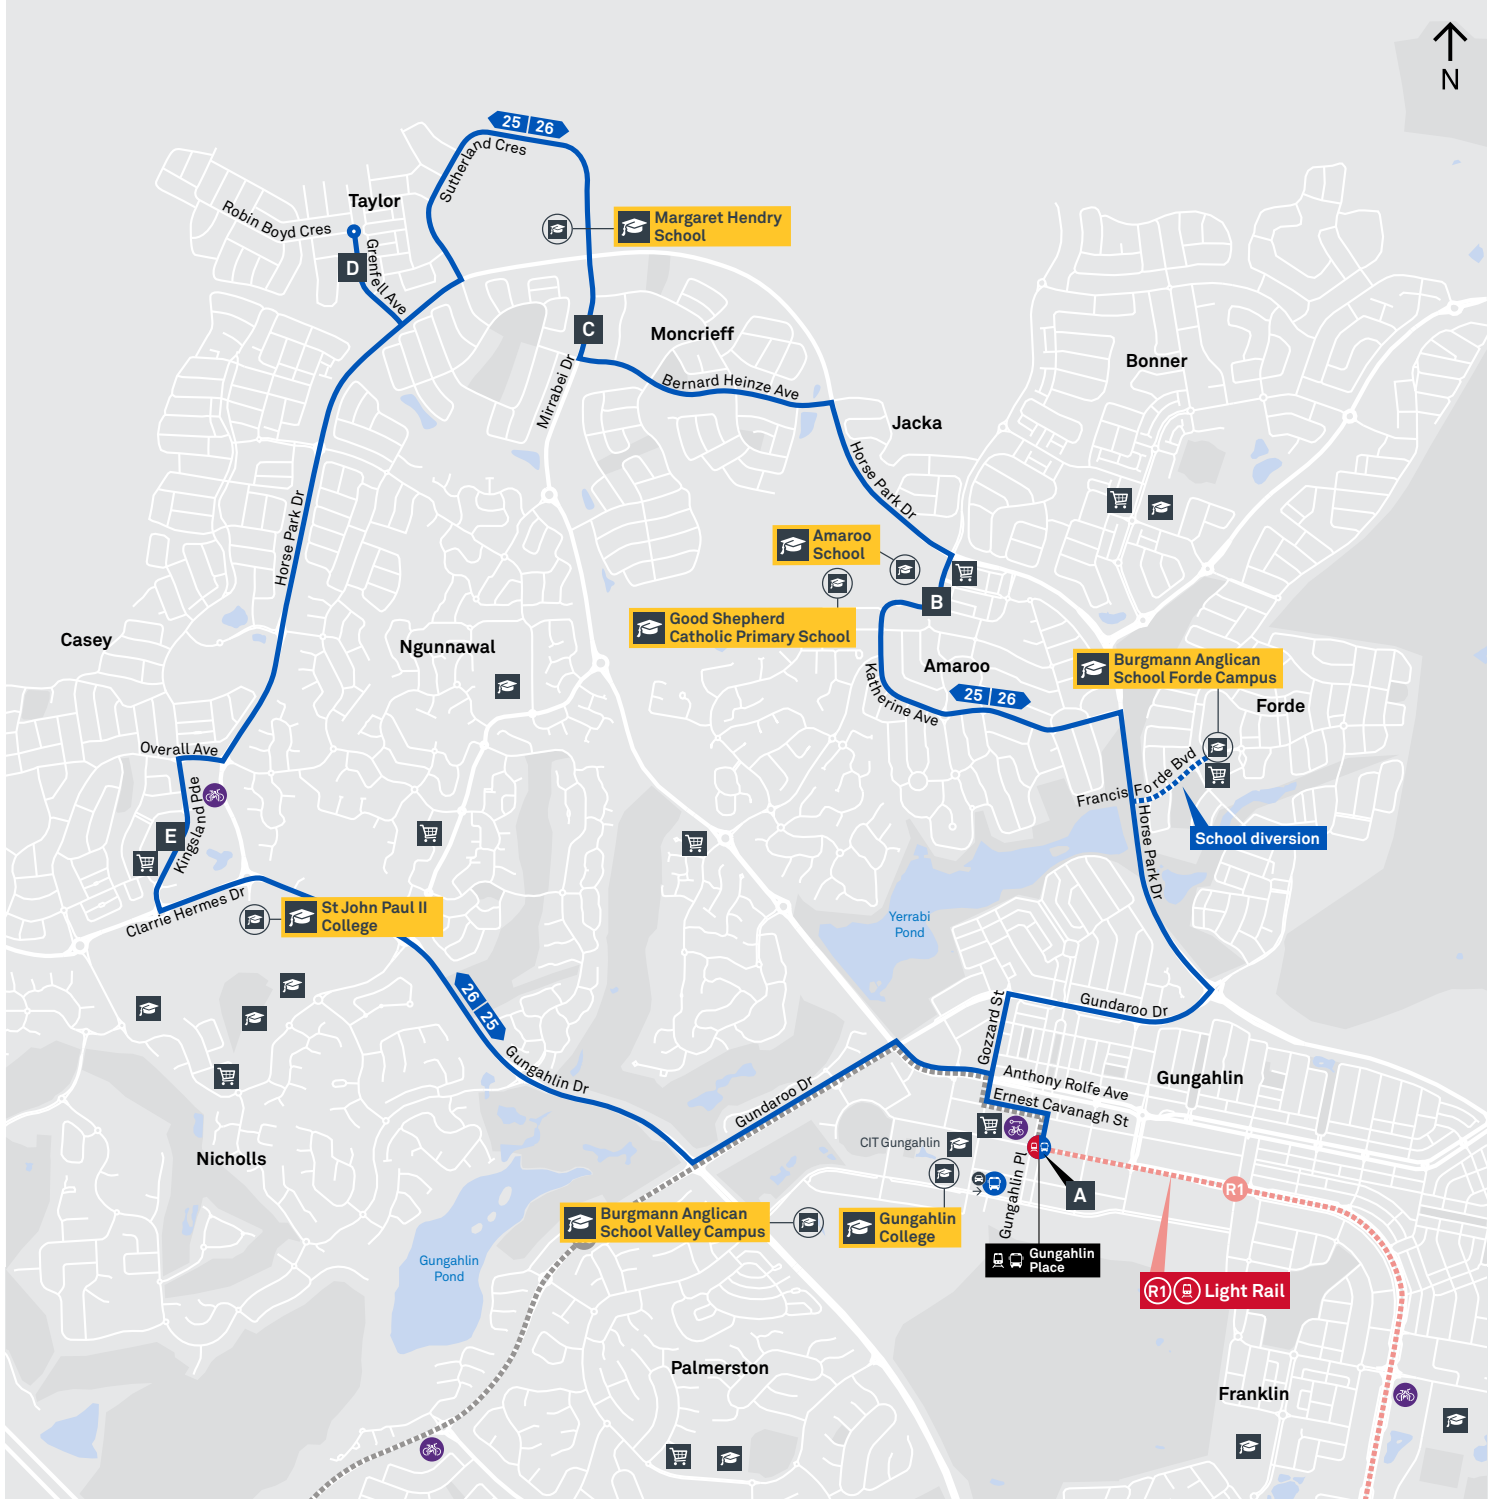 N
25 26
Sutherland Cres
Taylor
Robin Boyd Cres
Grenfell Ave
D
Margaret Hendry
School
C
Moncrieff
Mirrabei Dr
Bernard Heinze Ave
Bonner
Jacka
Horse Park Dr
Horse Park Dr
Amaroo
School
B
Good Shepherd
Catholic Primary School
Casey
Ngunnawal
Amaroo
Katherine Ave
25 26
Burgmann Anglican
School Forde Campus
Forde
Overall Ave
Kingsland Pde
E
Francis Forde Bvd
School diversion
Horse Park Dr
Clarrie Hermes Dr
St John Paul II
College
Yerrabi
Pond
26 25
Gundaroo Dr
Gozzard St
Gungahlin Dr
Gundaroo Dr
Anthony Rolfe Ave
Gungahlin
Ernest Cavanagh St
CIT Gungahlin
Nicholls
Gungahlin Pl
A
R1
Burgmann Anglican
School Valley Campus
Gungahlin
College
Gungahlin
Place
Gungahlin
Pond
R1 Light Rail
Palmerston
Franklin